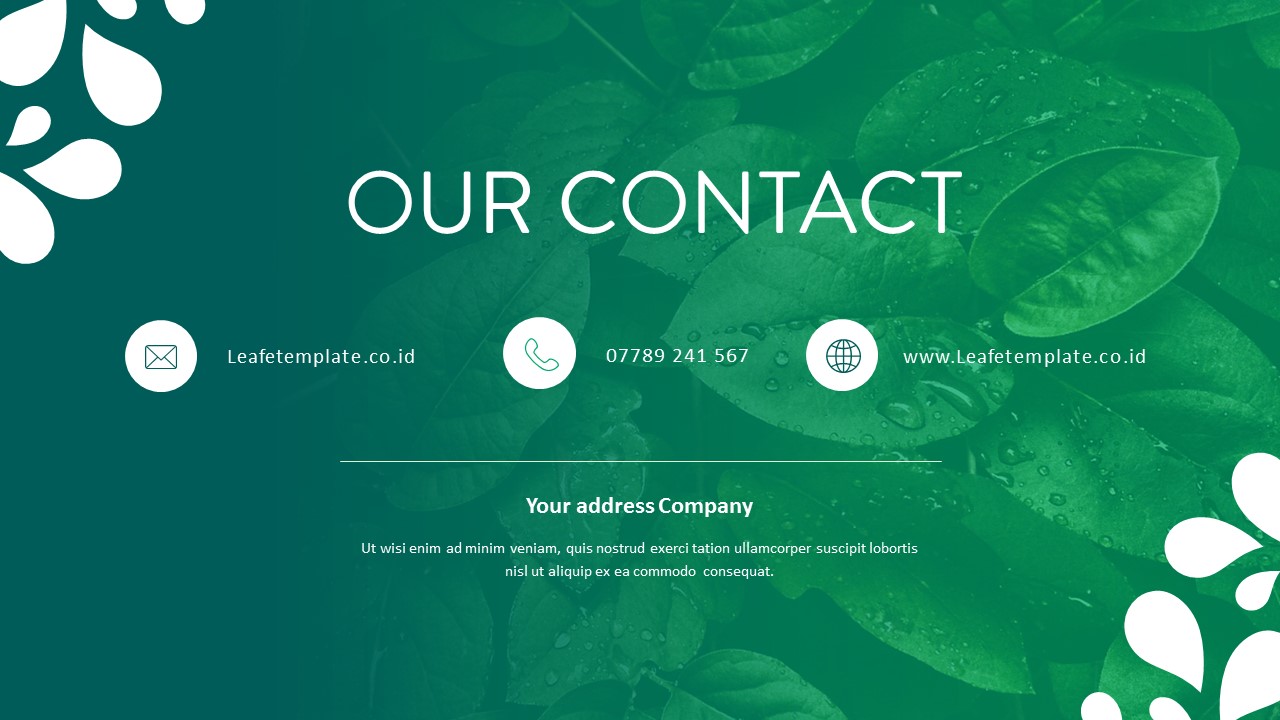 OUR CONTACT
Leafetemplate.co.id
07789 241 567
www.Leafetemplate.co.id
Your address Company
Ut wisi enim ad minim veniam, quis nostrud exerci tation ullamcorper suscipit lobortis
nisl ut aliquip ex ea commodo consequat.